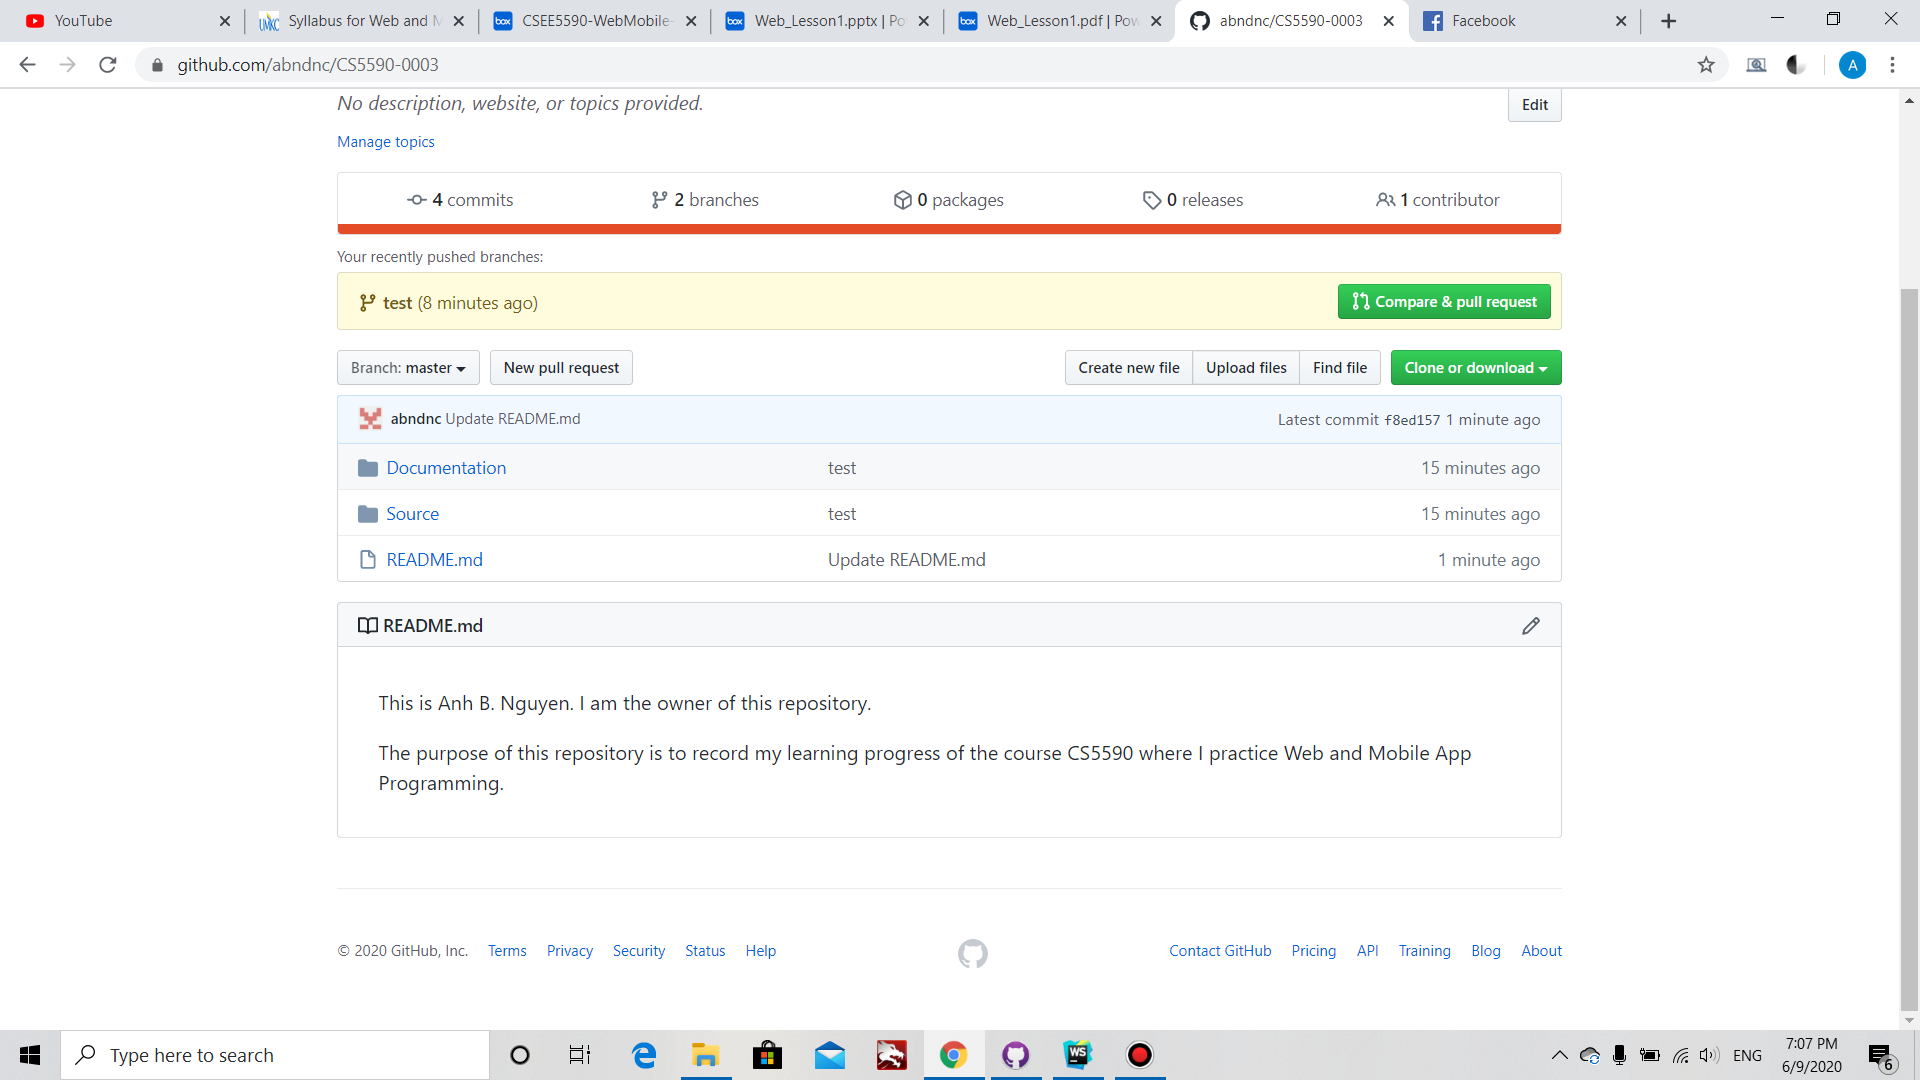 YouTube
Syllabus for Web and M
box CSEE5590-WebMobile-
box Web_Lesson1.pptx | Po
box Web_Lesson1.pdf | Pow
abndnc/CS5590-0003
Facebook
github.com/abndnc/CS5590-0003
A
No description, website, or topics provided.
Edit
Manage topics
4 commits
2 branches
0 packages
0 releases
1 contributor
Your recently pushed branches:
test (8 minutes ago)
Compare & pull request
Branch: master
New pull request
Create new file
Upload files
Find file
Clone or download
abndnc Update README.md
Latest commit f8ed157 1 minute ago
Documentation
test
15 minutes ago
Source
test
15 minutes ago
README.md
Update README.md
1 minute ago
README.md
This is Anh B. Nguyen. I am the owner of this repository.
The purpose of this repository is to record my learning progress of the course CS5590 where I practice Web and Mobile App
Programming.
© 2020 GitHub, Inc.
Terms
Privacy
Security
Status
Help
Contact GitHub
Pricing
API
Training
Blog
About
Type here to search
WS
ENG
7:07 PM
6/9/2020
6